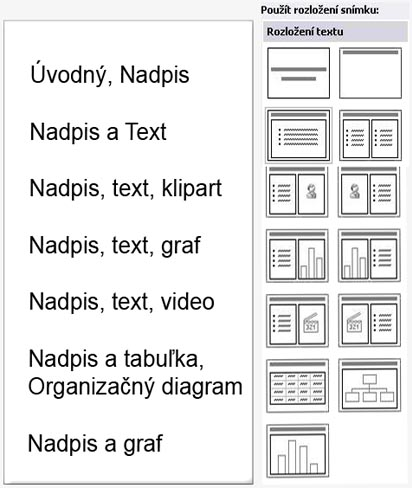 Použít rozložení snímku:
Rozložení textu
Úvodný, Nadpis
Nadpis a Text
Nadpis, text, klipart
Nadpis, text, graf
Nadpis, text, video
Nadpis a tabuľka,
Organizačný diagram
Nadpis a graf